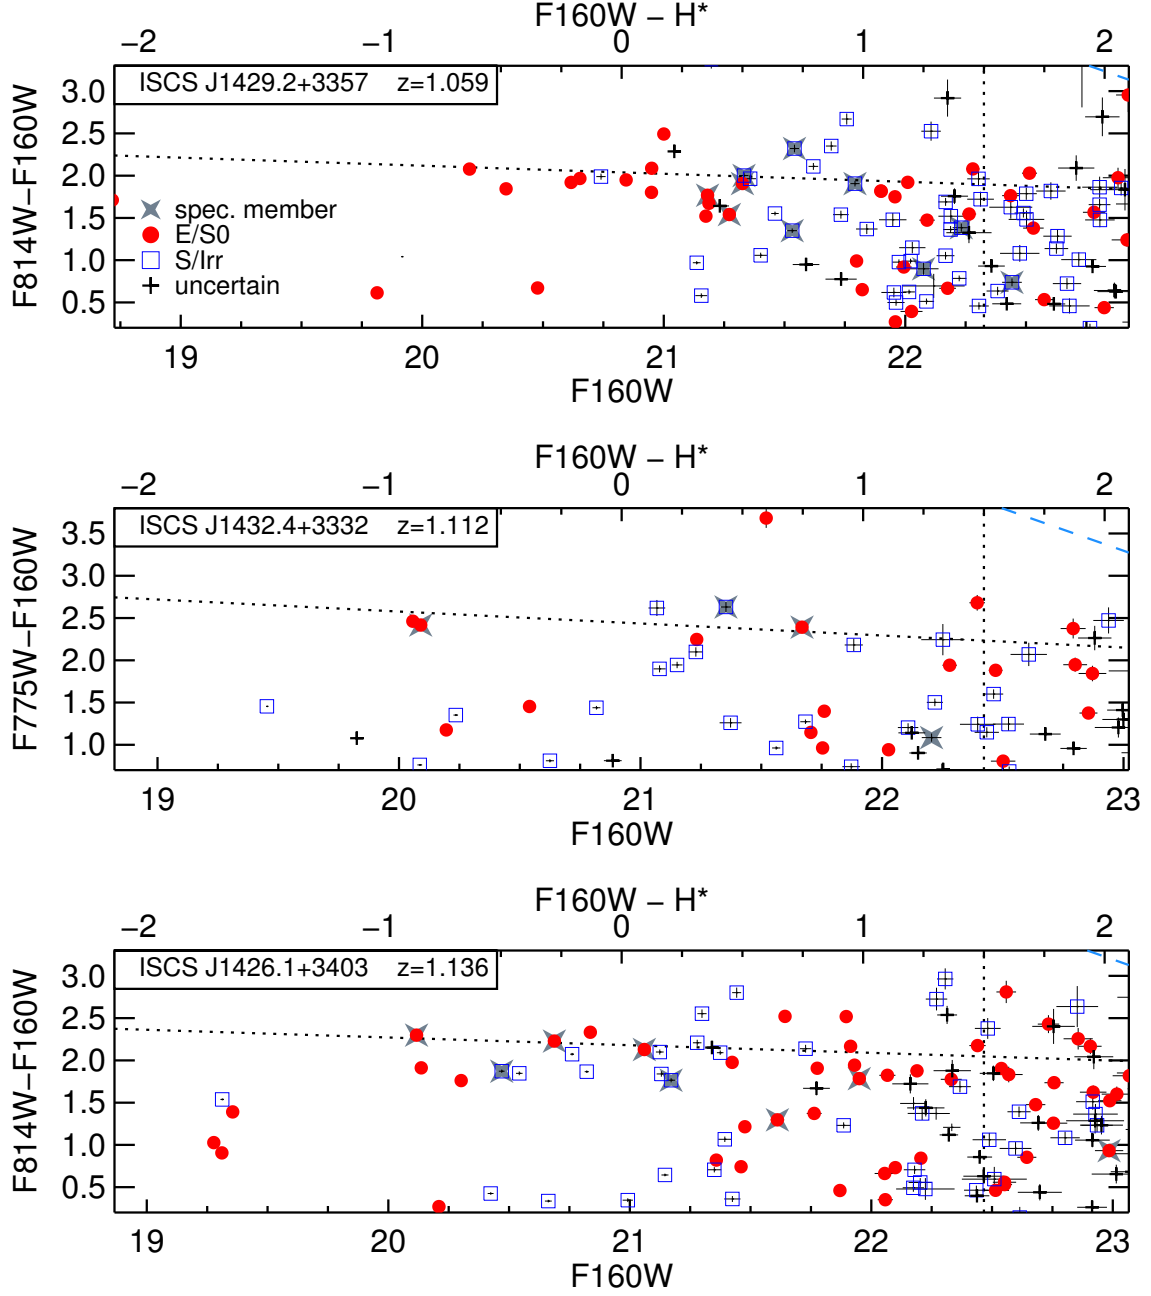 F160W − H*
−2 −1 0 1 2
ISCS J1429.2+3357 z=1.059
3.0
2.5
2.0
1.5
1.0
0.5
F814W−F160W
spec. member
E/S0
S/Irr
uncertain
19 20 21 22
F160W
F160W − H*
−2 −1 0 1 2
ISCS J1432.4+3332 z=1.112
3.5
3.0
2.5
2.0
1.5
1.0
F775W−F160W
19 20 21 22 23
F160W
F160W − H*
−2 −1 0 1 2
ISCS J1426.1+3403 z=1.136
3.0
2.5
2.0
1.5
1.0
0.5
F814W−F160W
19 20 21 22 23
F160W